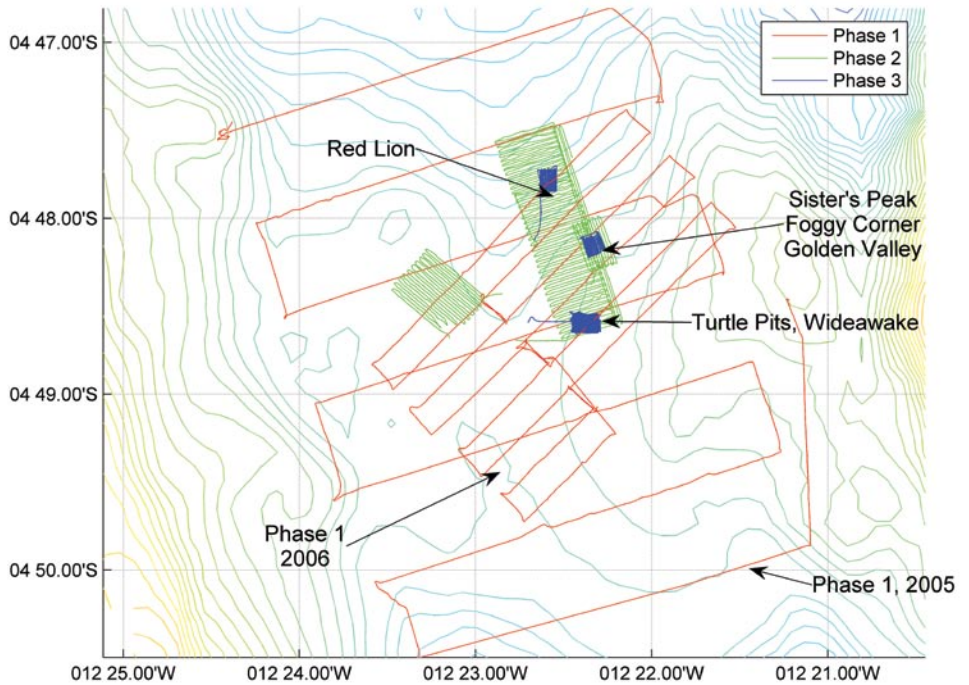 04 47.00'S
04 48.00'S
04 49.00'S
04 50.00'S
Phase 1
Phase 2
Phase 3
Red Lion
Sister's Peak
Foggy Corner
Golden Valley
Turtle Pits, Wideawake
Phase 1
2006
Phase 1, 2005
012 25.00'W
012 24.00'W
012 23.00'W
012 22.00'W
012 21.00'W